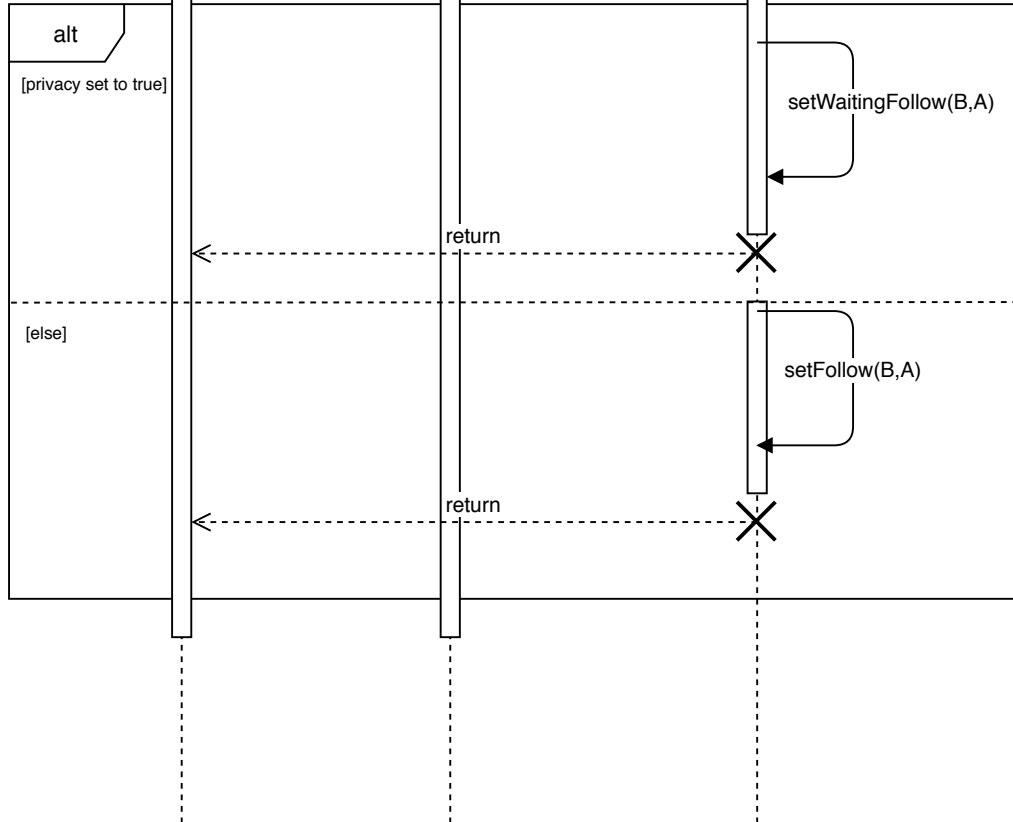 alt
[privacy set to true]
setWaitingFollow(B,A)
return
[else]
setFollow(B,A)
return